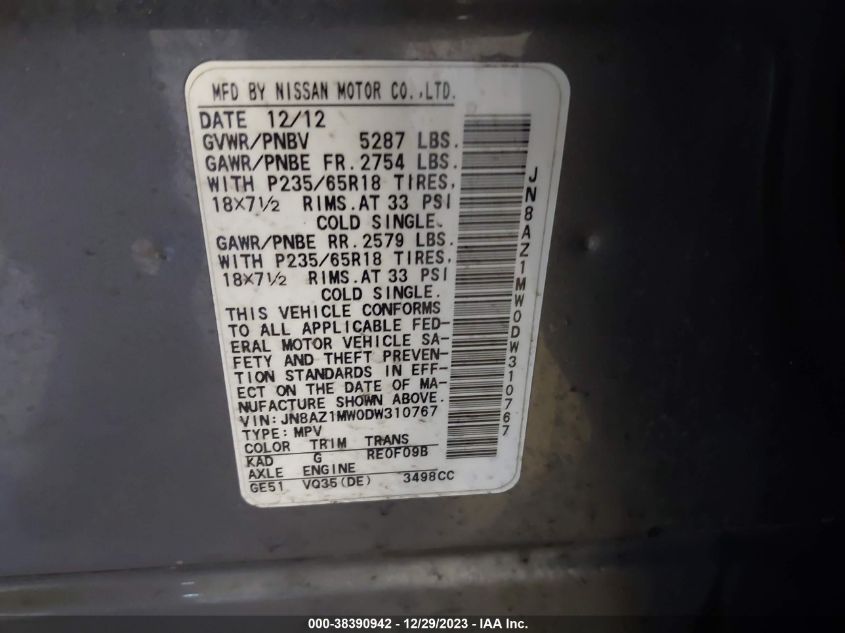 MFD BY NISSAN MOTOR CO.,LTD.
DATE 12/12
GVWR/PNBV 5287 LBS.
GAWR/PNBE FR. 2754 LBS.
WITH P235/65R18 TIRES,
18×7½ RIMS.AT 33 PSI
COLD SINGLE.
GAWR/PNBE RR. 2579 LBS.
WITH P235/65R18 TIRES,
18×7½ RIMS.AT 33 PSI
COLD SINGLE.
THIS VEHICLE CONFORMS
TO ALL APPLICABLE FED-
ERAL MOTOR VEHICLE SA-
FETY AND THEFT PREVEN-
TION STANDARDS IN EFF-
ECT ON THE DATE OF MA-
NUFACTURE SHOWN ABOVE.
VIN:JN8AZ1MW0DW310767
TYPE:MPV
COLOR TRIM TRANS
KAD G RE0F09B
AXLE ENGINE
GE51 VQ35(DE) 3498CC
JN8AZ1MW0DW310767
000-38390942 - 12/29/2023 - IAA Inc.